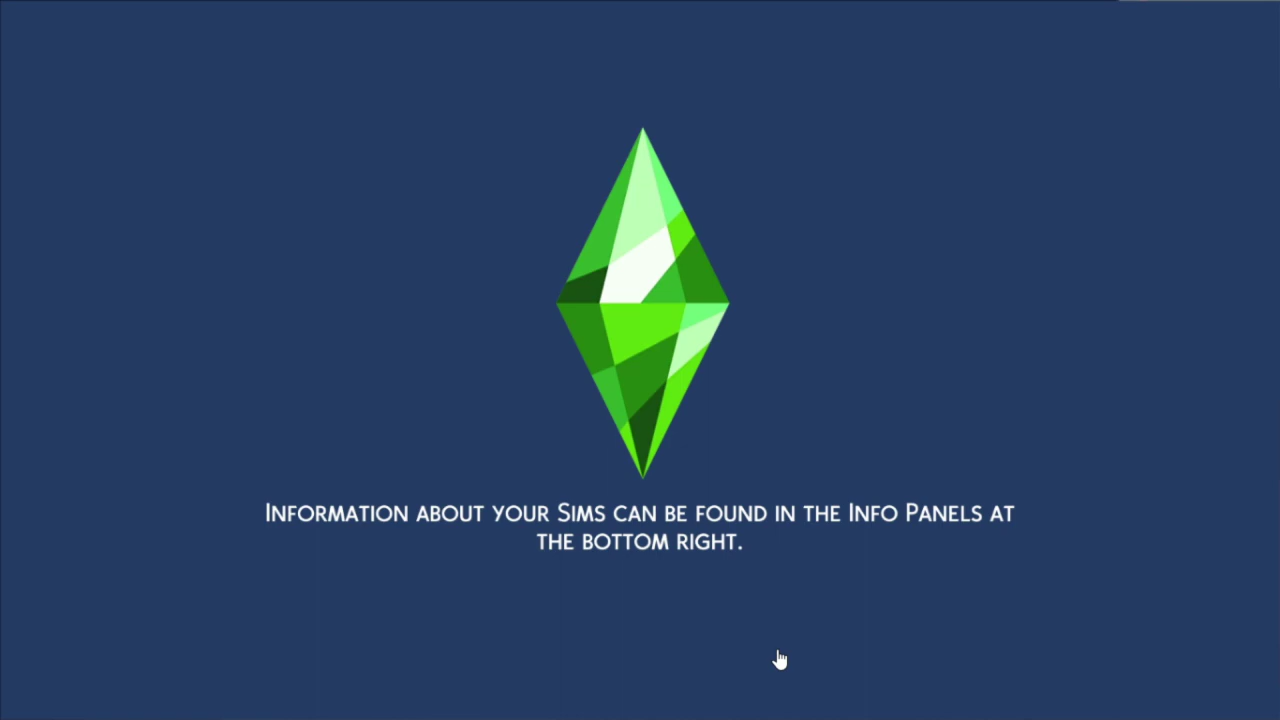 Information about your Sims can be found in the Info Panels at
the bottom right.